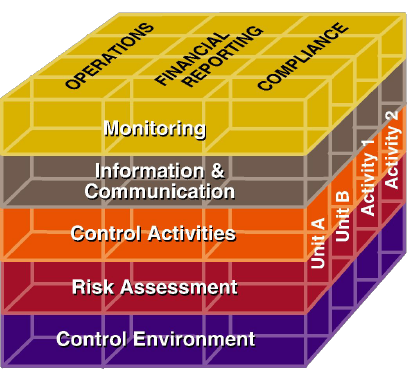 OPERATIONS
FINANCIAL
REPORTING
COMPLIANCE
Monitoring
Information &
Communication
Control Activities
Risk Assessment
Control Environment
Unit A
Unit B
Activity 1
Activity 2